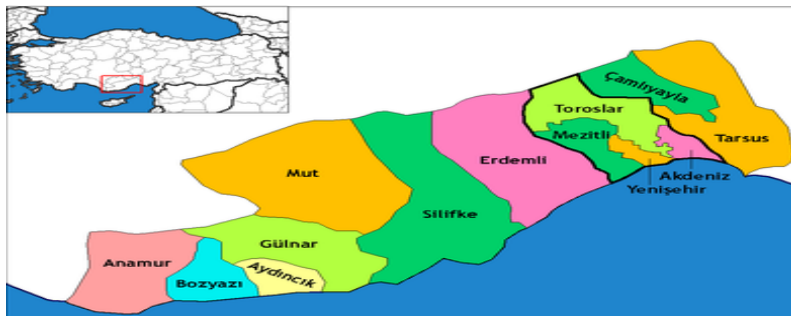 Çamlıyayla
Toroslar
Tarsus
Mezitli
Erdemli
Akdeniz
Yenişehir
Mut
Silifke
Gülnar
Anamur
Aydıncık
Bozyazı